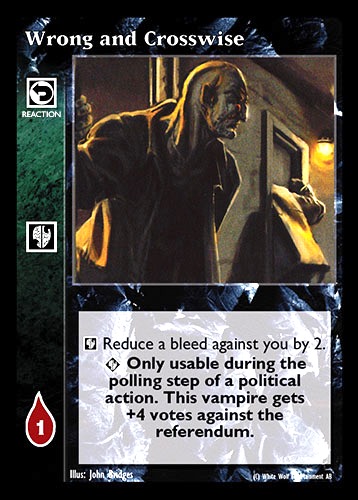 Wrong and Crosswise
REACTION
Reduce a bleed against you by 2.
Only usable during the
polling step of a political
action. This vampire gets
+4 votes against the
referendum.
1
Illus: John Bridges
(C) White Wolf Entertainment AB